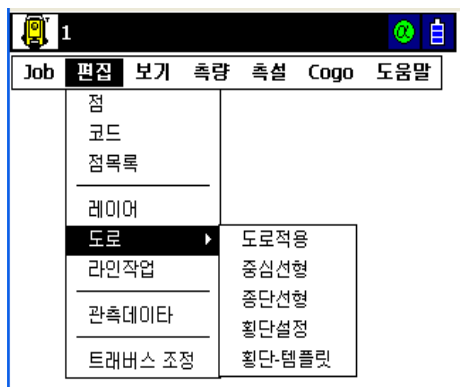 1
Job 편집 보기 측량 측설 Cogo 도움말
점
코드
점목록
레이어
도로
도로적용
라인작업
중심선형
종단선형
관측데이타
횡단설정
트래버스 조정
횡단-템플릿